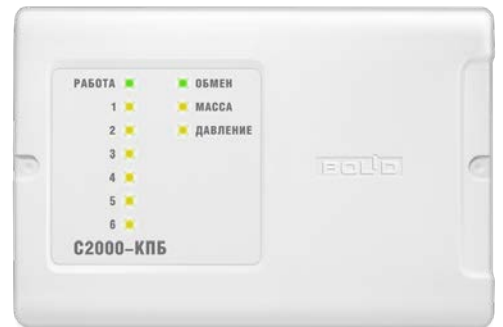 РАБОТА ОБМЕН
1 МАССА
2 ДАВЛЕНИЕ
3
4
5
6
BOLID
С2000-КПБ